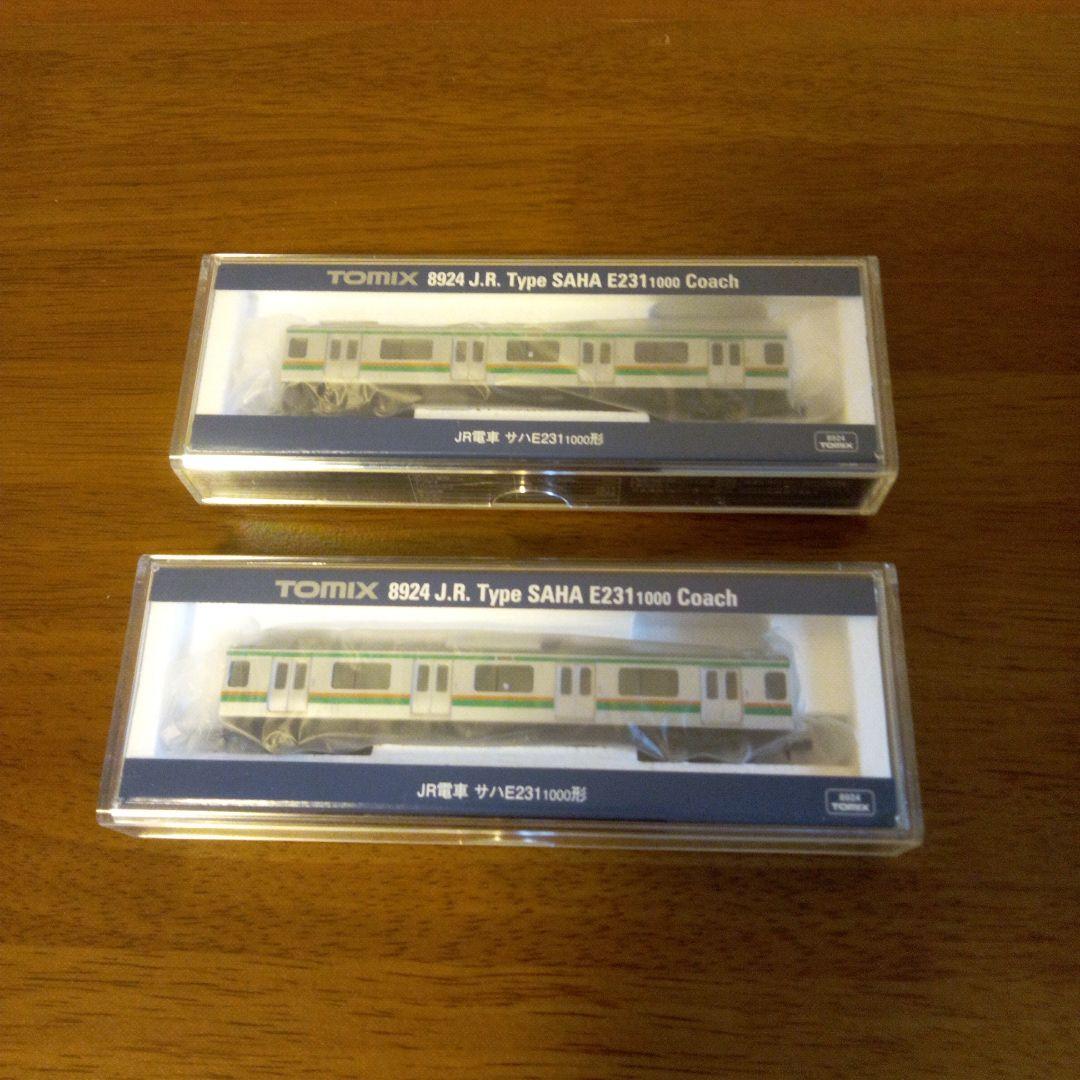 TOMIX 8924 J.R. Type SAHA E231 1000 Coach
JR電車 サハE231 1000形
8924
TOMIX
TOMIX 8924 J.R. Type SAHA E231 1000 Coach
JR電車 サハE231 1000形
8924
TOMIX